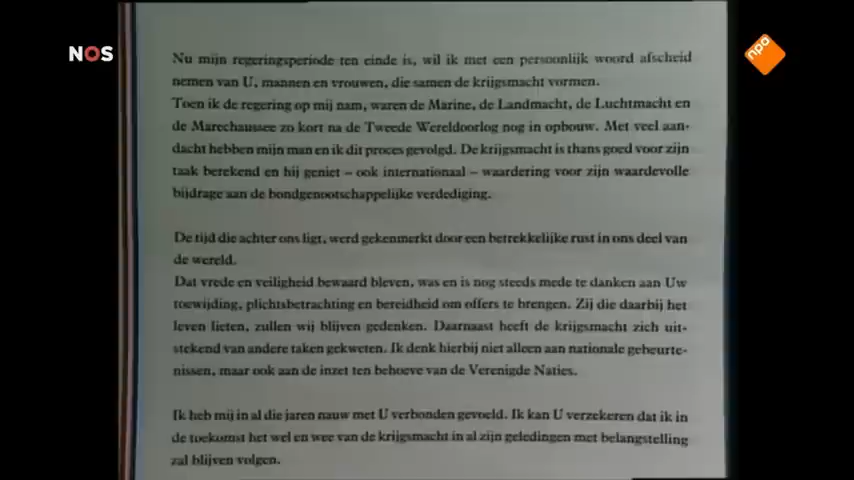 NOS
npo
Nu mijn regeringsperiode ten einde is, wil ik met een persoonlijk woord afscheid
nemen van U, mannen en vrouwen, die samen de krijgsmacht vormen.
Toen ik de regering op mij nam, waren de Marine, de Landmacht, de Luchtmacht en
de Marechaussee zo kort na de Tweede Wereldoorlog nog in opbouw. Met veel aan-
dacht hebben mijn man en ik dit proces gevolgd. De krijgsmacht is thans goed voor zijn
taak berekend en hij geniet – ook internationaal – waardering voor zijn waardevolle
bijdrage aan de bondgenootschappelijke verdediging.
De tijd die achter ons ligt, werd gekenmerkt door een betrekkelijke rust in ons deel van
de wereld.
Dat vrede en veiligheid bewaard bleven, was en is nog steeds mede te danken aan Uw
toewijding, plichtsbetrachting en bereidheid om offers te brengen. Zij die daarbij het
leven lieten, zullen wij blijven gedenken. Daarnaast heeft de krijgsmacht zich uit-
stekend van andere taken gekweten. Ik denk hierbij niet alleen aan nationale gebeurte-
nissen, maar ook aan de inzet ten behoeve van de Verenigde Naties.
Ik heb mij in al die jaren nauw met U verbonden gevoeld. Ik kan U verzekeren dat ik in
de toekomst het wel en wee van de krijgsmacht in al zijn geledingen met belangstelling
zal blijven volgen.